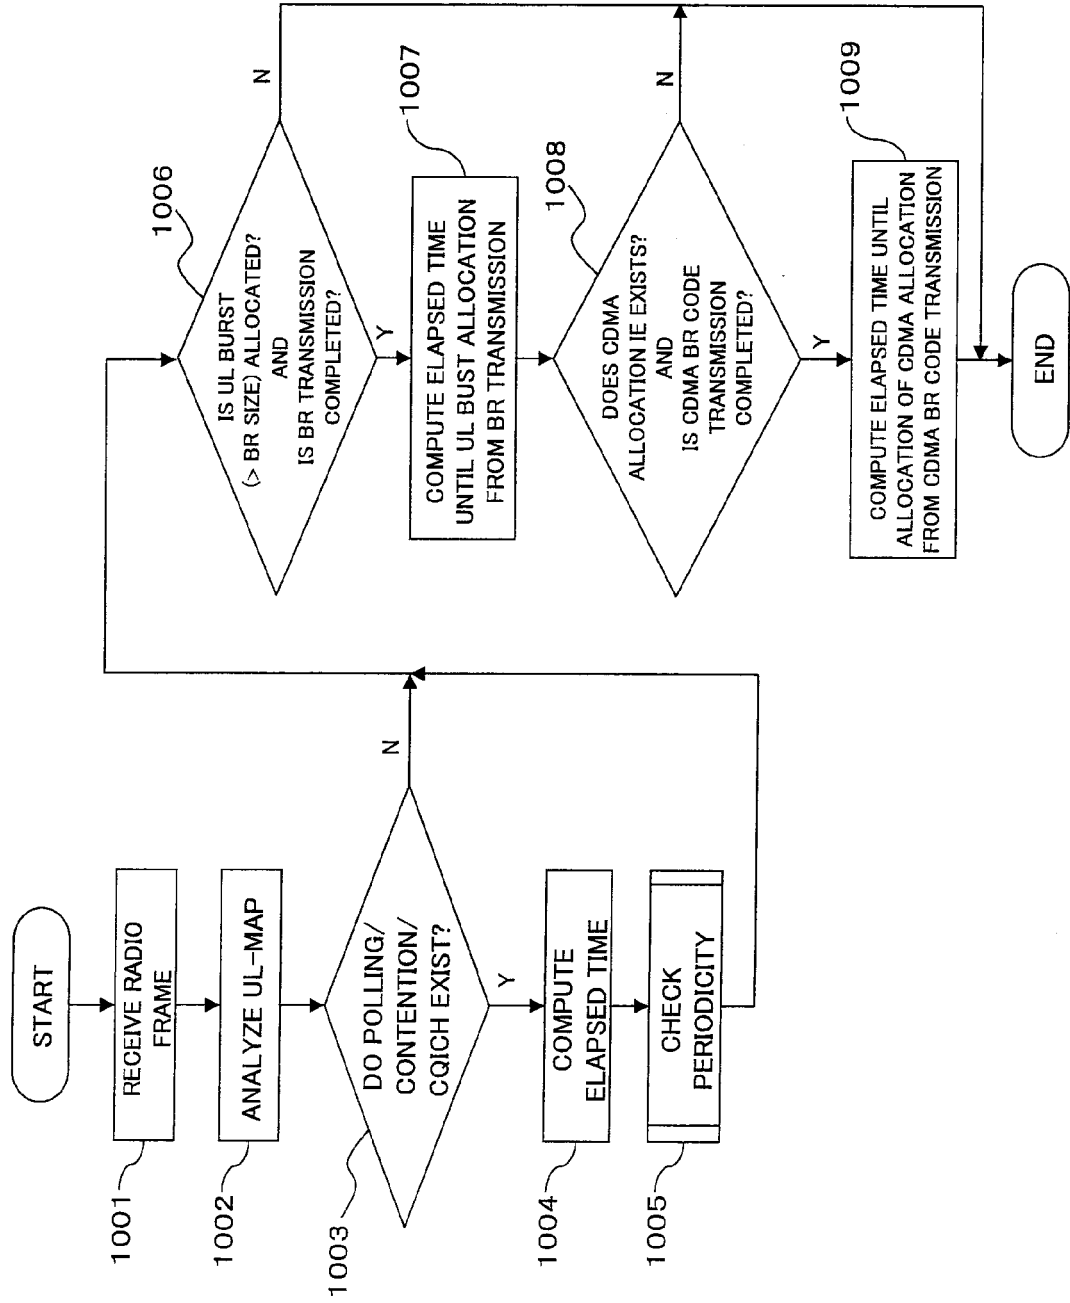 START
RECEIVE RADIO
FRAME
1001
ANALYZE UL-MAP
1002
DO POLLING/
CONTENTION/
CQICH EXIST?
1003
N
Y
COMPUTE
ELAPSED TIME
1004
CHECK
PERIODICITY
1005
IS UL BURST
(> BR SIZE) ALLOCATED?
AND
IS BR TRANSMISSION
COMPLETED?
1006
N
Y
COMPUTE ELAPSED TIME
UNTIL UL BUST ALLOCATION
FROM BR TRANSMISSION
1007
DOES CDMA
ALLOCATION IE EXISTS?
AND
IS CDMA BR CODE
TRANSMISSION
COMPLETED?
1008
N
Y
COMPUTE ELAPSED TIME UNTIL
ALLOCATION OF CDMA ALLOCATION
FROM CDMA BR CODE TRANSMISSION
1009
END